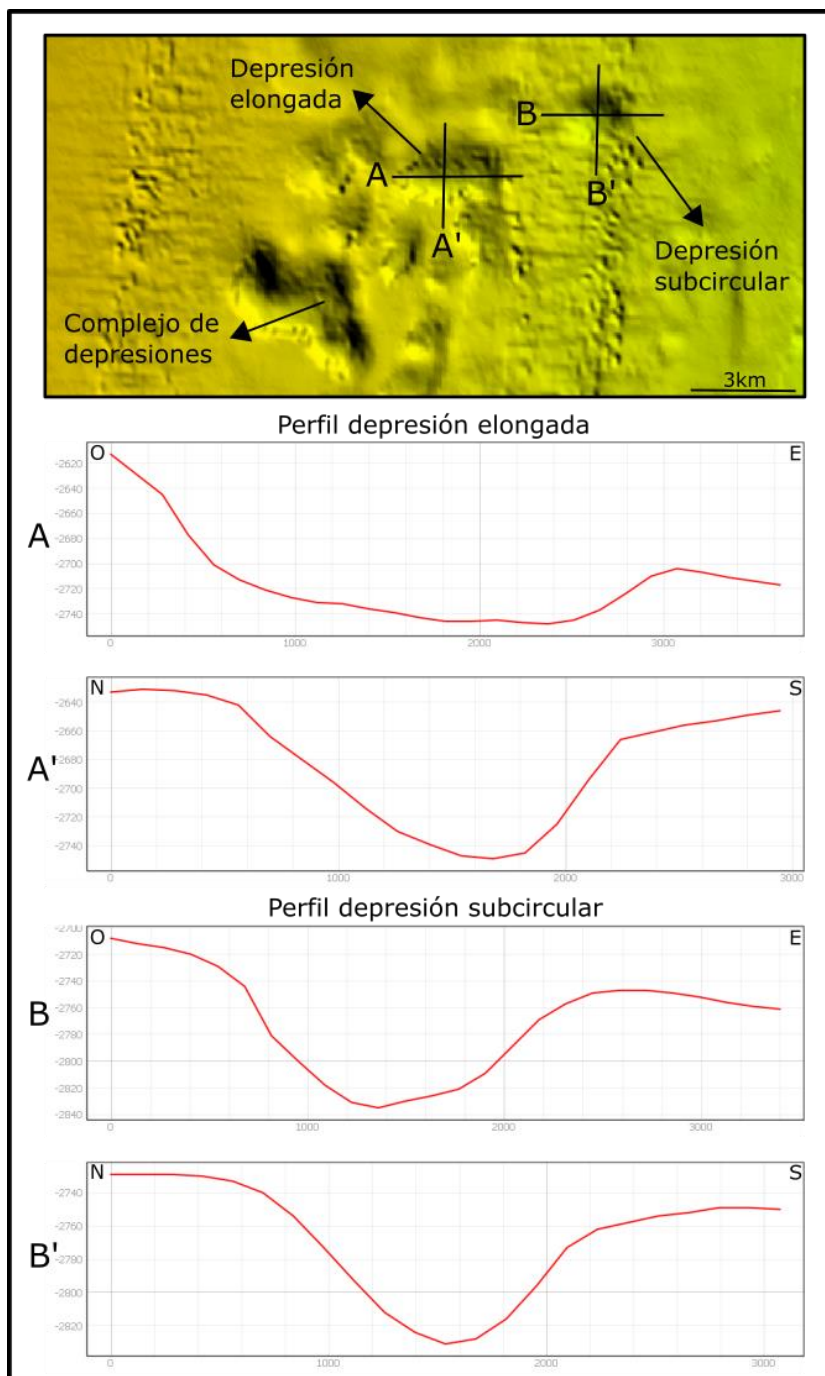 Depresión
elongada
B
A
B'
A'
Depresión
subcircular
Complejo de
depresiones
3km
Perfil depresión elongada
O
E
A
-2620
-2640
-2660
-2680
-2700
-2720
-2740
0
1000
2000
3000
N
S
A'
-2640
-2660
-2680
-2700
-2720
-2740
0
1000
2000
3000
Perfil depresión subcircular
O
E
B
-2700
-2720
-2740
-2760
-2780
-2800
-2820
-2840
0
1000
2000
3000
N
S
B'
-2740
-2760
-2780
-2800
-2820
0
1000
2000
3000